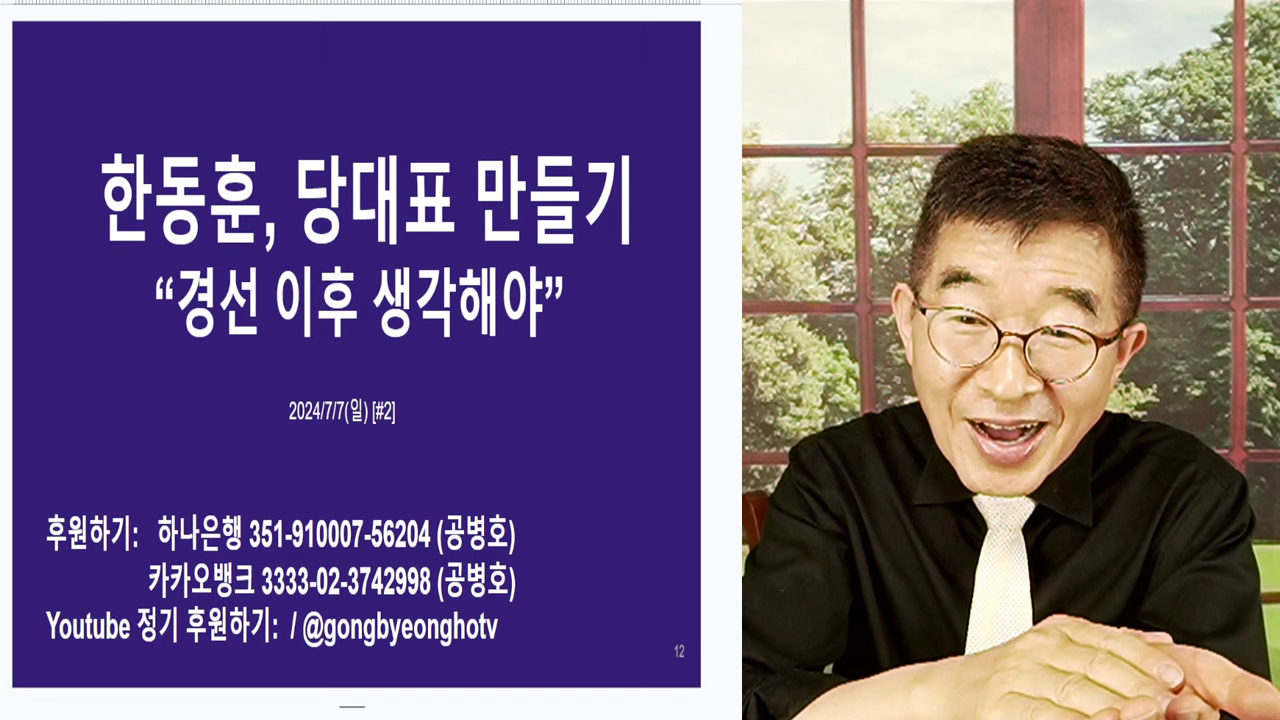 한동훈, 당대표 만들기
“경선 이후 생각해야”
2024/7/7(일) [#2]
후원하기: 하나은행 351-910007-56204 (공병호)
카카오뱅크 3333-02-3742998 (공병호)
Youtube 정기 후원하기: / @gongbyeonghotv
12